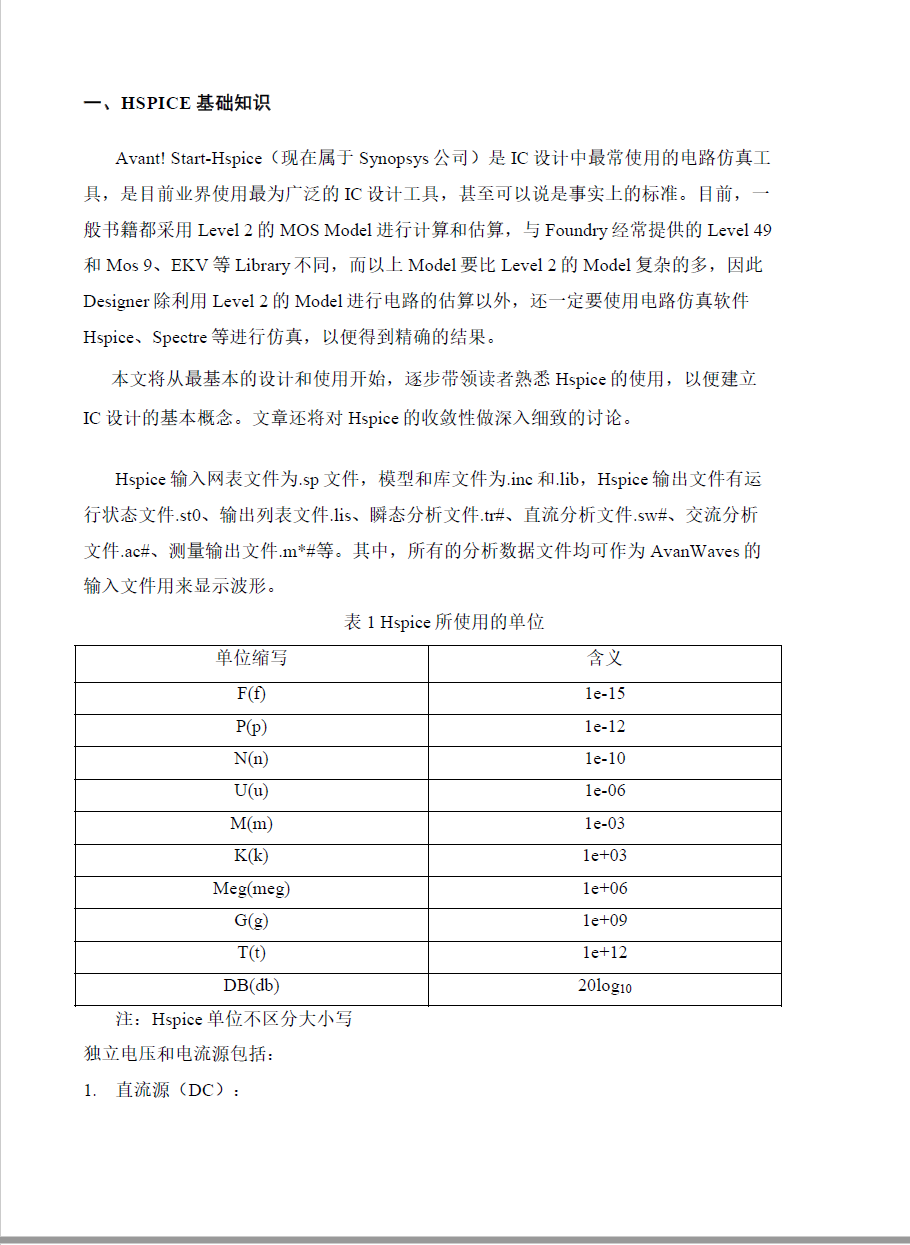 一、HSPICE 基础知识
Avant! Start-Hspice（现在属于 Synopsys 公司）是 IC 设计中最常使用的电路仿真工
具，是目前业界使用最为广泛的 IC 设计工具，甚至可以说是事实上的标准。目前，一
般书籍都采用 Level 2 的 MOS Model 进行计算和估算，与 Foundry 经常提供的 Level 49
和 Mos 9、EKV 等 Library 不同，而以上 Model 要比 Level 2 的 Model 复杂的多，因此
Designer 除利用 Level 2 的 Model 进行电路的估算以外，还一定要使用电路仿真软件
Hspice、Spectre 等进行仿真，以便得到精确的结果。
本文将从最基本的设计和使用开始，逐步带领读者熟悉 Hspice 的使用，以便建立
IC 设计的基本概念。文章还将对 Hspice 的收敛性做深入细致的讨论。
Hspice 输入网表文件为.sp 文件，模型和库文件为.inc 和.lib，Hspice 输出文件有运
行状态文件.st0、输出列表文件.lis、瞬态分析文件.tr#、直流分析文件.sw#、交流分析
文件.ac#、测量输出文件.m*#等。其中，所有的分析数据文件均可作为 AvanWaves 的
输入文件用来显示波形。
表 1 Hspice 所使用的单位
单位缩写 含义
F(f) 1e-15
P(p) 1e-12
N(n) 1e-10
U(u) 1e-06
M(m) 1e-03
K(k) 1e+03
Meg(meg) 1e+06
G(g) 1e+09
T(t) 1e+12
DB(db) 20log10
注：Hspice 单位不区分大小写
独立电压和电流源包括：
1. 直流源（DC）：